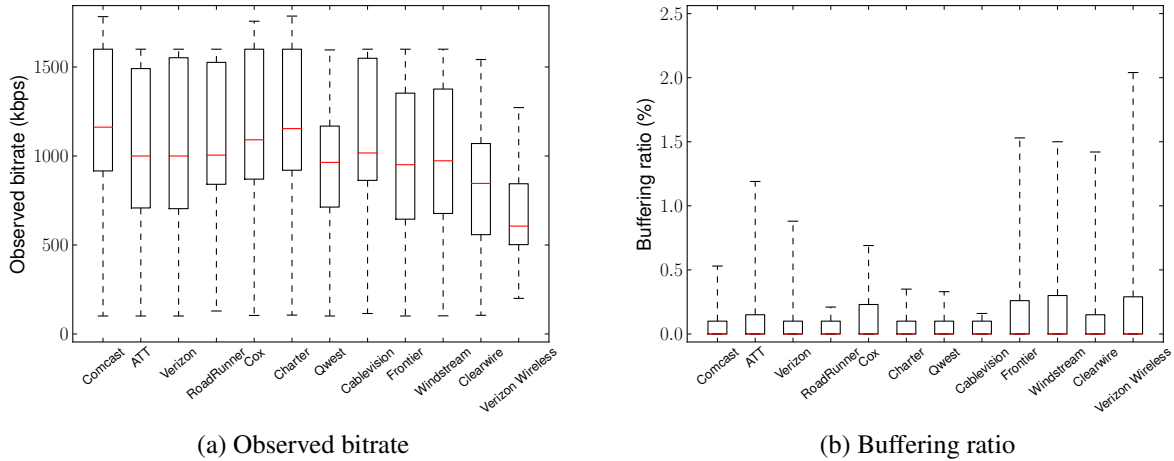 Observed bitrate (kbps)
1500
1000
500
0
Comcast
ATT
Verizon
RoadRunner
Cox
Charter
Qwest
Cablevision
Frontier
Windstream
Clearwire
Verizon Wireless
(a) Observed bitrate
Buffering ratio (%)
2.5
2.0
1.5
1.0
0.5
0.0
Comcast
ATT
Verizon
RoadRunner
Cox
Charter
Qwest
Cablevision
Frontier
Windstream
Clearwire
Verizon Wireless
(b) Buffering ratio